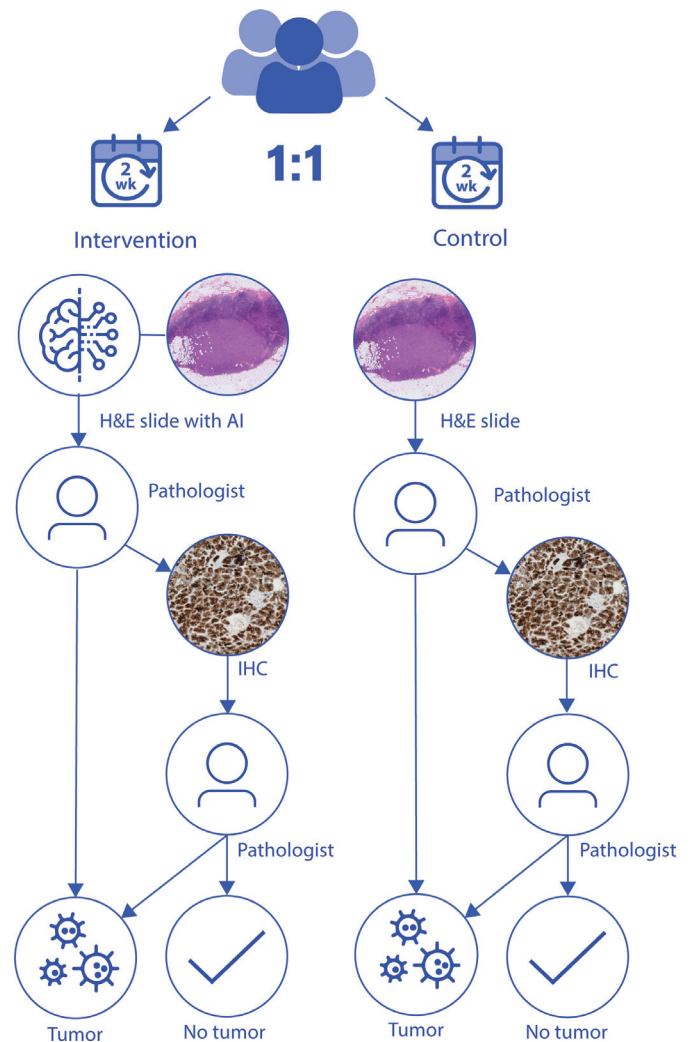 1:1
2
wk
2
wk
Intervention
Control
H&E slide with AI
H&E slide
Pathologist
Pathologist
IHC
IHC
Pathologist
Pathologist
Tumor
No tumor
Tumor
No tumor